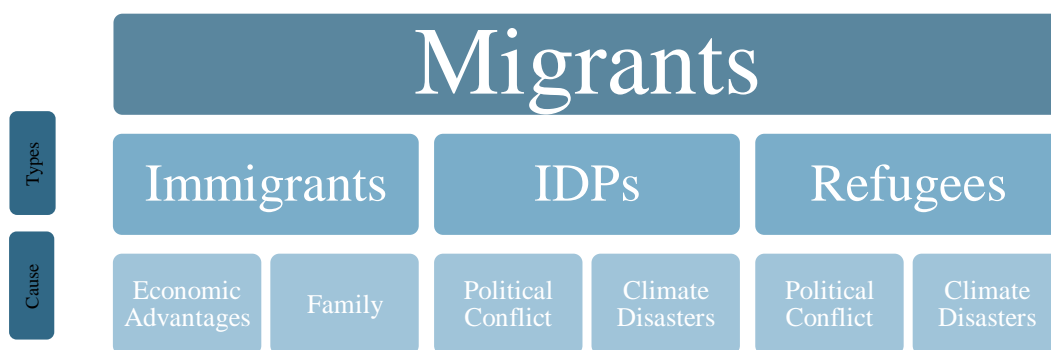 Migrants
Types
Immigrants
IDPs
Refugees
Cause
Economic
Advantages
Family
Political
Conflict
Climate
Disasters
Political
Conflict
Climate
Disasters